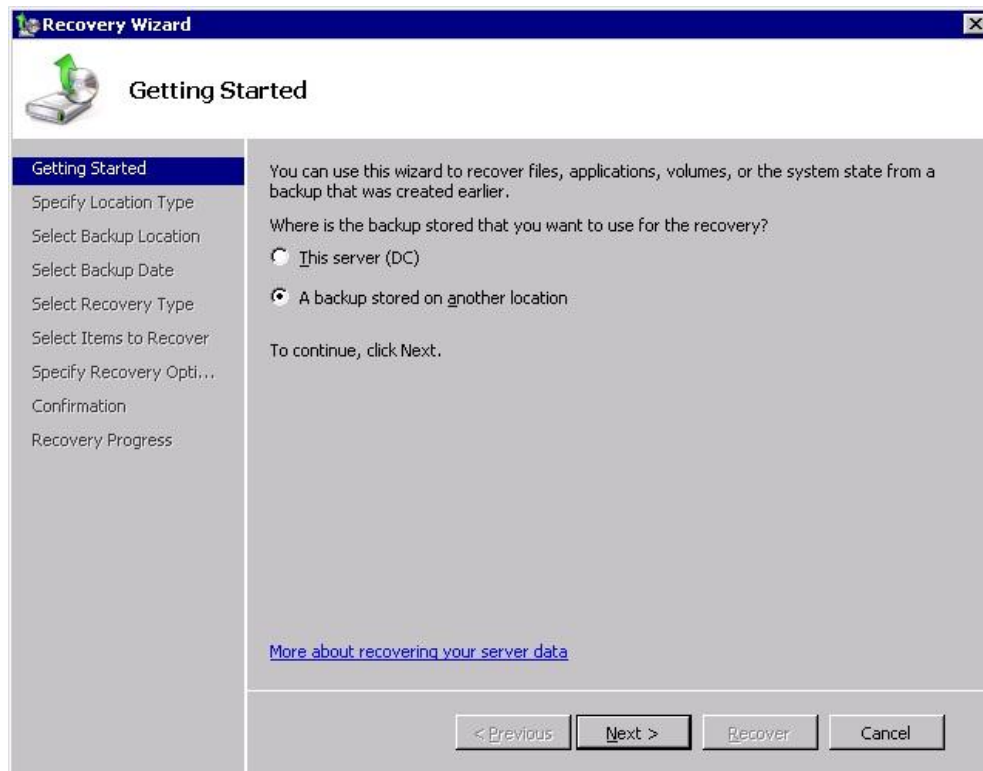 Recovery Wizard
Getting Started
Getting Started
Specify Location Type
Select Backup Location
Select Backup Date
Select Recovery Type
Select Items to Recover
Specify Recovery Opti...
Confirmation
Recovery Progress
You can use this wizard to recover files, applications, volumes, or the system state from a
backup that was created earlier.
Where is the backup stored that you want to use for the recovery?
This server (DC)
A backup stored on another location
To continue, click Next.
More about recovering your server data
< Previous
Next >
Recover
Cancel